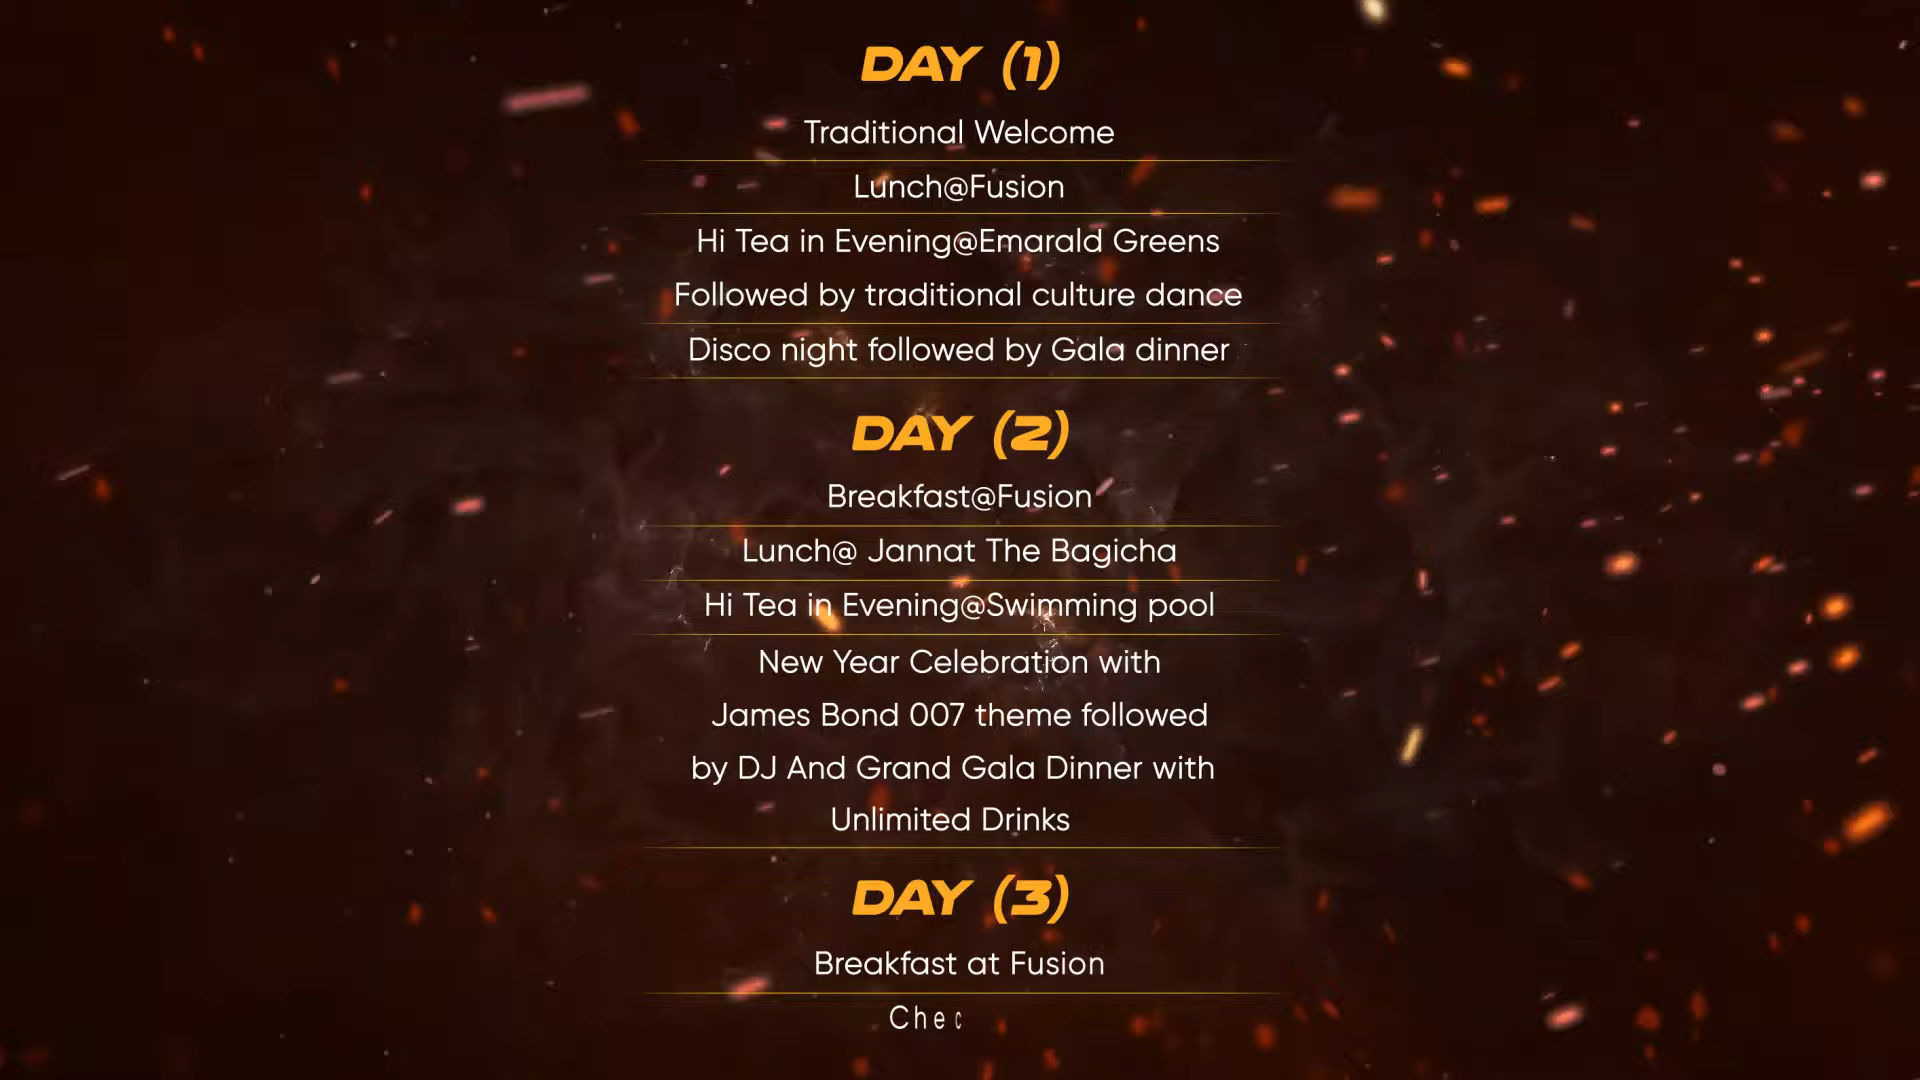 DAY (1)
Traditional Welcome
Lunch@Fusion
Hi Tea in Evening@Emarald Greens
Followed by traditional culture dance
Disco night followed by Gala dinner
DAY (2)
Breakfast@Fusion
Lunch@ Jannat The Bagicha
Hi Tea in Evening@Swimming pool
New Year Celebration with
James Bond 007 theme followed
by DJ And Grand Gala Dinner with
Unlimited Drinks
DAY (3)
Breakfast at Fusion
Chec